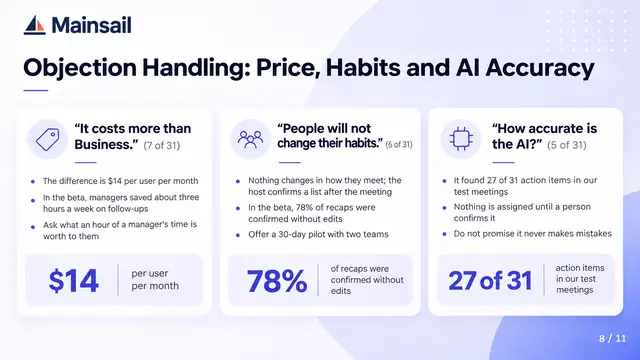 Mainsail
Objection Handling: Price, Habits and AI Accuracy
“It costs more than
Business.” (7 of 31)
The difference is $14 per user per month
In the beta, managers saved about three
hours a week on follow-ups
Ask what an hour of a manager's time is
worth to them
$14
per user
per month
“People will not
change their habits.” (6 of 31)
Nothing changes in how they meet; the
host confirms a list after the meeting
In the beta, 78% of recaps were
confirmed without edits
Offer a 30-day pilot with two teams
78%
of recaps were
confirmed without
edits
“How accurate is
the AI?” (5 of 31)
It found 27 of 31 action items in our
test meetings
Nothing is assigned until a person
confirms it
Do not promise it never makes mistakes
27 of 31
action items
in our test
meetings
8 / 11